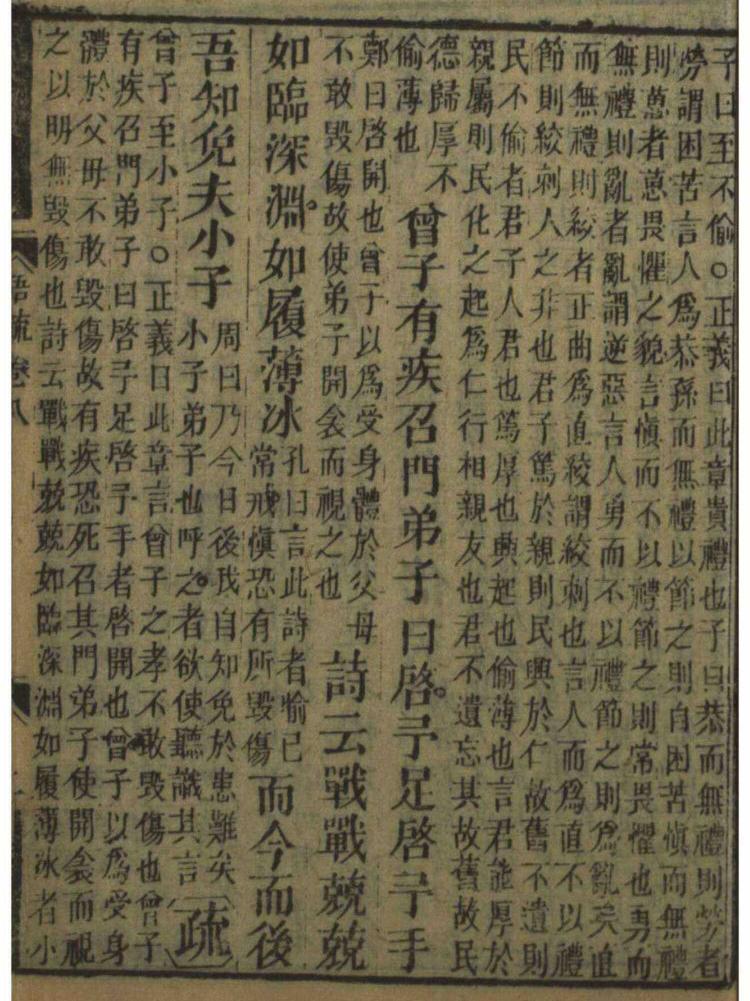 子曰至不偷○正義曰此章貴禮也子曰恭而無禮則勞者
勞謂困苦言人爲恭孫而無禮以節之則自困苦慎而無禮
則葸者葸畏懼之貌言慎而不以禮節之則常畏懼也勇而
無禮則亂者亂謂逆惡言人勇而不以禮節之則爲亂矣直
而無禮則絞者正曲爲直絞謂絞刺也言人而爲直不以禮
節則絞刺人之非也君子篤於親則民興於仁故舊不遺則
民不偷者君子人君也篤厚也興起也偷薄也言君能厚於
親屬則民化之起爲仁行相親友也君不遺忘其故舊故民
德歸厚不
偷薄也
曾子有疾召門弟子曰啓予足啓予手
鄭曰啓開也曾子以爲受身體於父母
不敢毀傷故使弟子開衾而視之也
詩云戰戰兢兢
如臨深淵如履薄冰
孔曰言此詩者喻己
常戒慎恐有所毀傷
而今而後
吾知免夫小子
周曰乃今日後我自知免於患難矣
小子弟子也呼之者欲使聽識其言
疏
曾子至小子○正義曰此章言曾子之孝不敢毀傷也曾子
有疾召門弟子曰啓予足啓予手者啓開也曾子以爲受身
體於父母不敢毀傷故有疾恐死召其門弟子使開衾而視
之以明無毀傷也詩云戰戰兢兢如臨深淵如履薄冰者小
語疏卷八